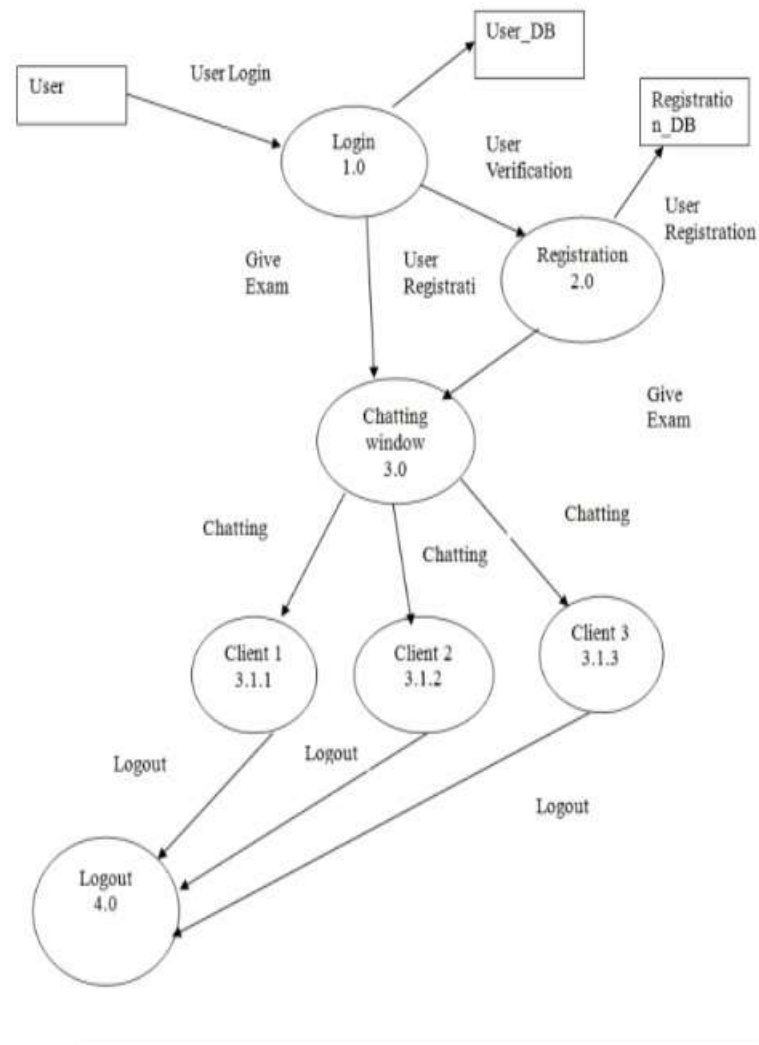 User_DB
User Login
User
Registratio
n_DB
Login
1.0
User
Verification
User
Registration
Give
Exam
User
Registrati
Registration
2.0
Give
Exam
Chatting
window
3.0
Chatting
Chatting
Chatting
Client 1
3.1.1
Client 2
3.1.2
Client 3
3.1.3
Logout
Logout
Logout
Logout
4.0